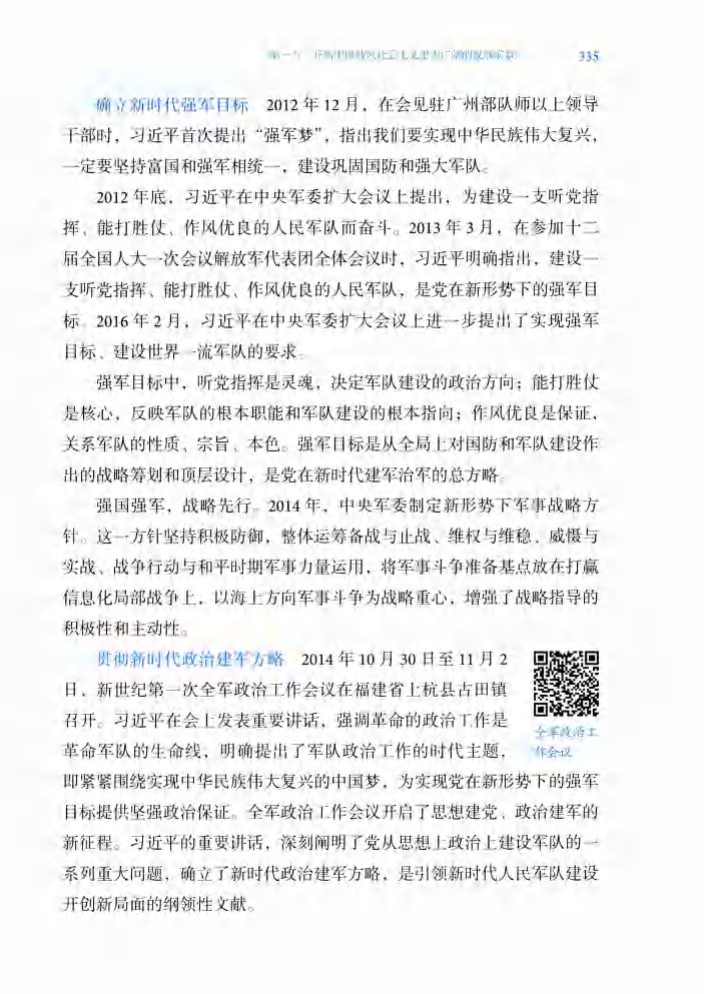 335
确立新时代强军目标 2012 年 12 月，在会见驻广州部队师以上领导
干部时，习近平首次提出“强军梦”，指出我们要实现中华民族伟大复兴，
一定要坚持富国和强军相统一，建设巩固国防和强大军队。
2012 年底，习近平在中央军委扩大会议上提出，为建设一支听党指
挥、能打胜仗、作风优良的人民军队而奋斗。2013 年 3 月，在参加十二
届全国人大一次会议解放军代表团全体会议时，习近平明确指出，建设一
支听党指挥、能打胜仗、作风优良的人民军队，是党在新形势下的强军目
标。2016 年 2 月，习近平在中央军委扩大会议上进一步提出了实现强军
目标、建设世界一流军队的要求。
强军目标中，听党指挥是灵魂，决定军队建设的政治方向；能打胜仗
是核心，反映军队的根本职能和军队建设的根本指向；作风优良是保证，
关系军队的性质、宗旨、本色。强军目标是从全局上对国防和军队建设作
出的战略筹划和顶层设计，是党在新时代建军治军的总方略。
强国强军，战略先行。2014 年，中央军委制定新形势下军事战略方
针。这一方针坚持积极防御，整体运筹备战与止战、维权与维稳、威慑与
实战、战争行动与和平时期军事力量运用，将军事斗争准备基点放在打赢
信息化局部战争上，以海上方向军事斗争为战略重心，增强了战略指导的
积极性和主动性。
贯彻新时代政治建军方略 2014 年 10 月 30 日至 11 月 2
日，新世纪第一次全军政治工作会议在福建省上杭县古田镇
召开。习近平在会上发表重要讲话，强调革命的政治工作是
革命军队的生命线，明确提出了军队政治工作的时代主题，
即紧紧围绕实现中华民族伟大复兴的中国梦，为实现党在新形势下的强军
目标提供坚强政治保证。全军政治工作会议开启了思想建党、政治建军的
新征程。习近平的重要讲话，深刻阐明了党从思想上政治上建设军队的一
系列重大问题，确立了新时代政治建军方略，是引领新时代人民军队建设
开创新局面的纲领性文献。
全军政治工
作会议